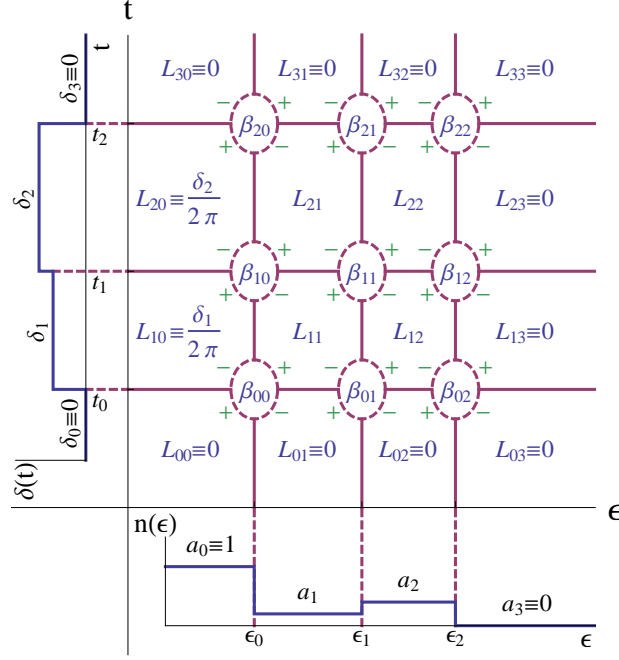 t
t
δ₃≡0
L₃₀≡0 L₃₁≡0 L₃₂≡0 L₃₃≡0
− + − + − +
t₂ β₂₀ β₂₁ β₂₂
+ − + − + −
δ₂
L₂₀≡δ₂/2π L₂₁ L₂₂ L₂₃≡0
− + − + − +
t₁ β₁₀ β₁₁ β₁₂
+ − + − + −
δ₁
L₁₀≡δ₁/2π L₁₁ L₁₂ L₁₃≡0
− + − + − +
t₀ β₀₀ β₀₁ β₀₂
+ − + − + −
δ₀≡0
L₀₀≡0 L₀₁≡0 L₀₂≡0 L₀₃≡0
δ(t)
ϵ
n(ϵ)
a₀≡1
a₁ a₂ a₃≡0
ϵ₀ ϵ₁ ϵ₂ ϵ